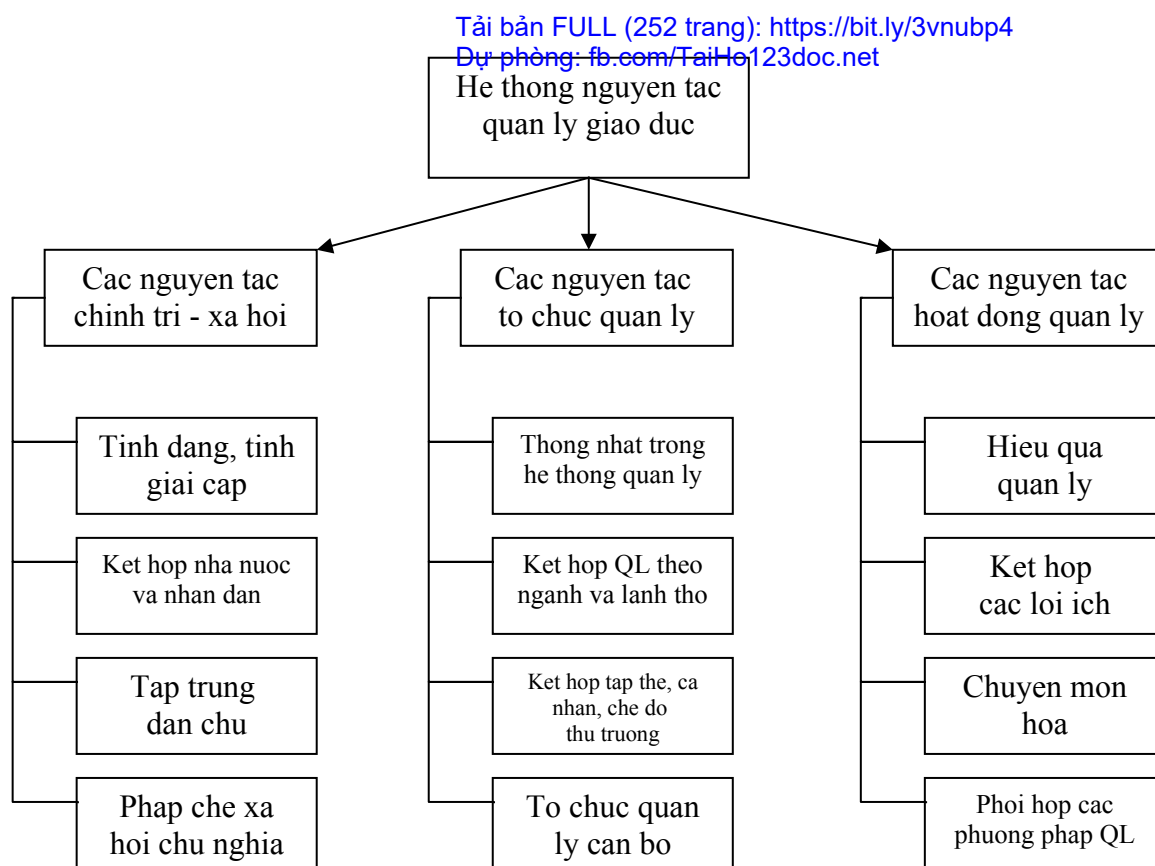 Tải bản FULL (252 trang): https://bit.ly/3vnubp4
Dự phòng: fb.com/TaiHo123doc.net
He thong nguyen tac
quan ly giao duc
Cac nguyen tac
chinh tri - xa hoi
Tinh dang, tinh
giai cap
Ket hop nha nuoc
va nhan dan
Tap trung
dan chu
Phap che xa
hoi chu nghia
Cac nguyen tac
to chuc quan ly
Thong nhat trong
he thong quan ly
Ket hop QL theo
nganh va lanh tho
Ket hop tap the, ca
nhan, che do
thu truong
To chuc quan
ly can bo
Cac nguyen tac
hoat dong quan ly
Hieu qua
quan ly
Ket hop
cac loi ich
Chuyen mon
hoa
Phoi hop cac
phuong phap QL